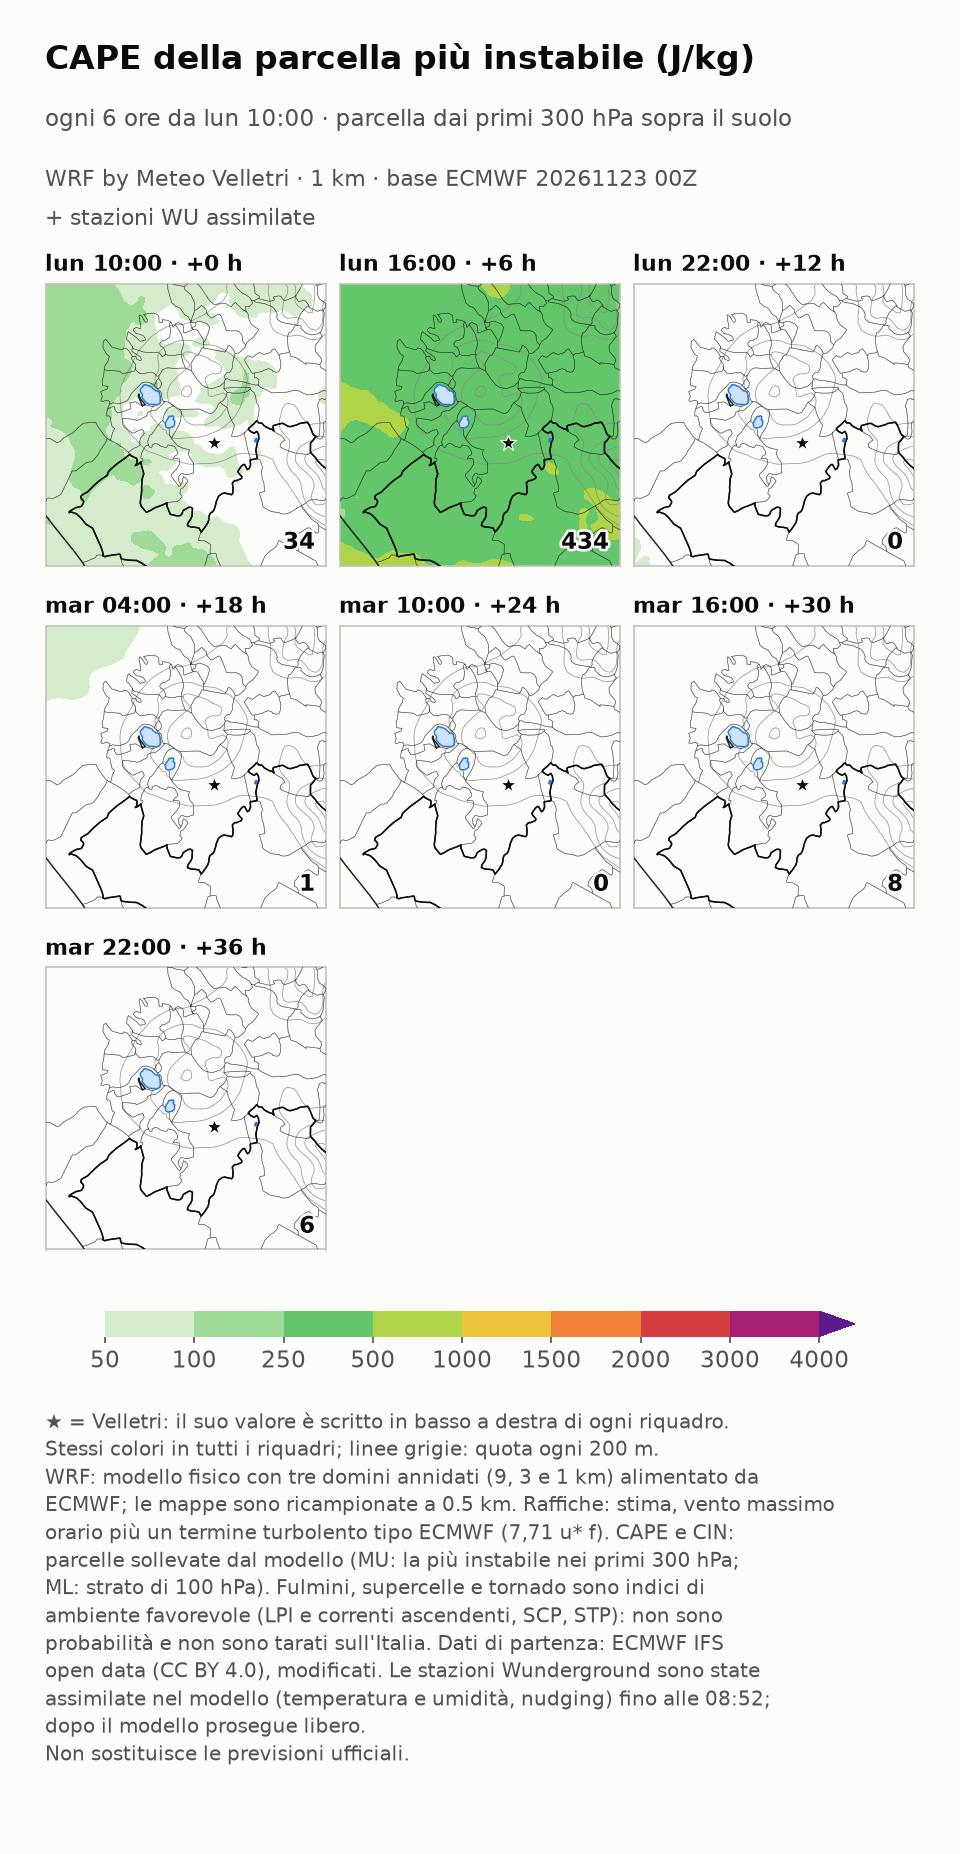 CAPE della parcella più instabile (J/kg)
ogni 6 ore da lun 10:00 · parcella dai primi 300 hPa sopra il suolo
WRF by Meteo Velletri · 1 km · base ECMWF 20261123 00Z
+ stazioni WU assimilate
lun 10:00 · +0 h
lun 16:00 · +6 h
lun 22:00 · +12 h
34
434
0
mar 04:00 · +18 h
mar 10:00 · +24 h
mar 16:00 · +30 h
1
0
8
mar 22:00 · +36 h
6
50 100 250 500 1000 1500 2000 3000 4000
★ = Velletri: il suo valore è scritto in basso a destra di ogni riquadro.
Stessi colori in tutti i riquadri; linee grigie: quota ogni 200 m.
WRF: modello fisico con tre domini annidati (9, 3 e 1 km) alimentato da
ECMWF; le mappe sono ricampionate a 0.5 km. Raffiche: stima, vento massimo
orario più un termine turbolento tipo ECMWF (7,71 u* f). CAPE e CIN:
parcelle sollevate dal modello (MU: la più instabile nei primi 300 hPa;
ML: strato di 100 hPa). Fulmini, supercelle e tornado sono indici di
ambiente favorevole (LPI e correnti ascendenti, SCP, STP): non sono
probabilità e non sono tarati sull'Italia. Dati di partenza: ECMWF IFS
open data (CC BY 4.0), modificati. Le stazioni Wunderground sono state
assimilate nel modello (temperatura e umidità, nudging) fino alle 08:52;
dopo il modello prosegue libero.
Non sostituisce le previsioni ufficiali.